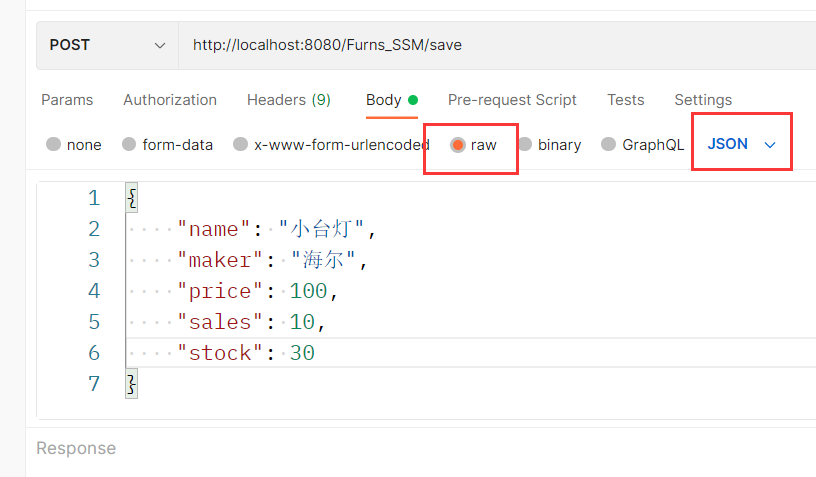 POST http://localhost:8080/Furns_SSM/save
Params Authorization Headers (9) Body Pre-request Script Tests Settings
none form-data x-www-form-urlencoded raw binary GraphQL JSON
1 {
2 "name": "小台灯",
3 "maker": "海尔",
4 "price": 100,
5 "sales": 10,
6 "stock": 30
7 }
Response